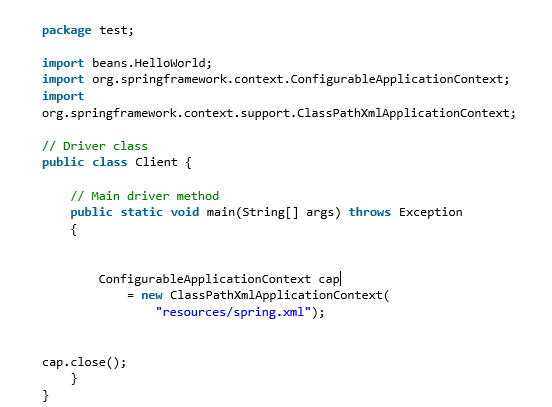 package test;
import beans.HelloWorld;
import org.springframework.context.ConfigurableApplicationContext;
import
org.springframework.context.support.ClassPathXmlApplicationContext;
// Driver class
public class Client {
// Main driver method
public static void main(String[] args) throws Exception
{
ConfigurableApplicationContext cap
= new ClassPathXmlApplicationContext(
"resources/spring.xml");
cap.close();
}
}